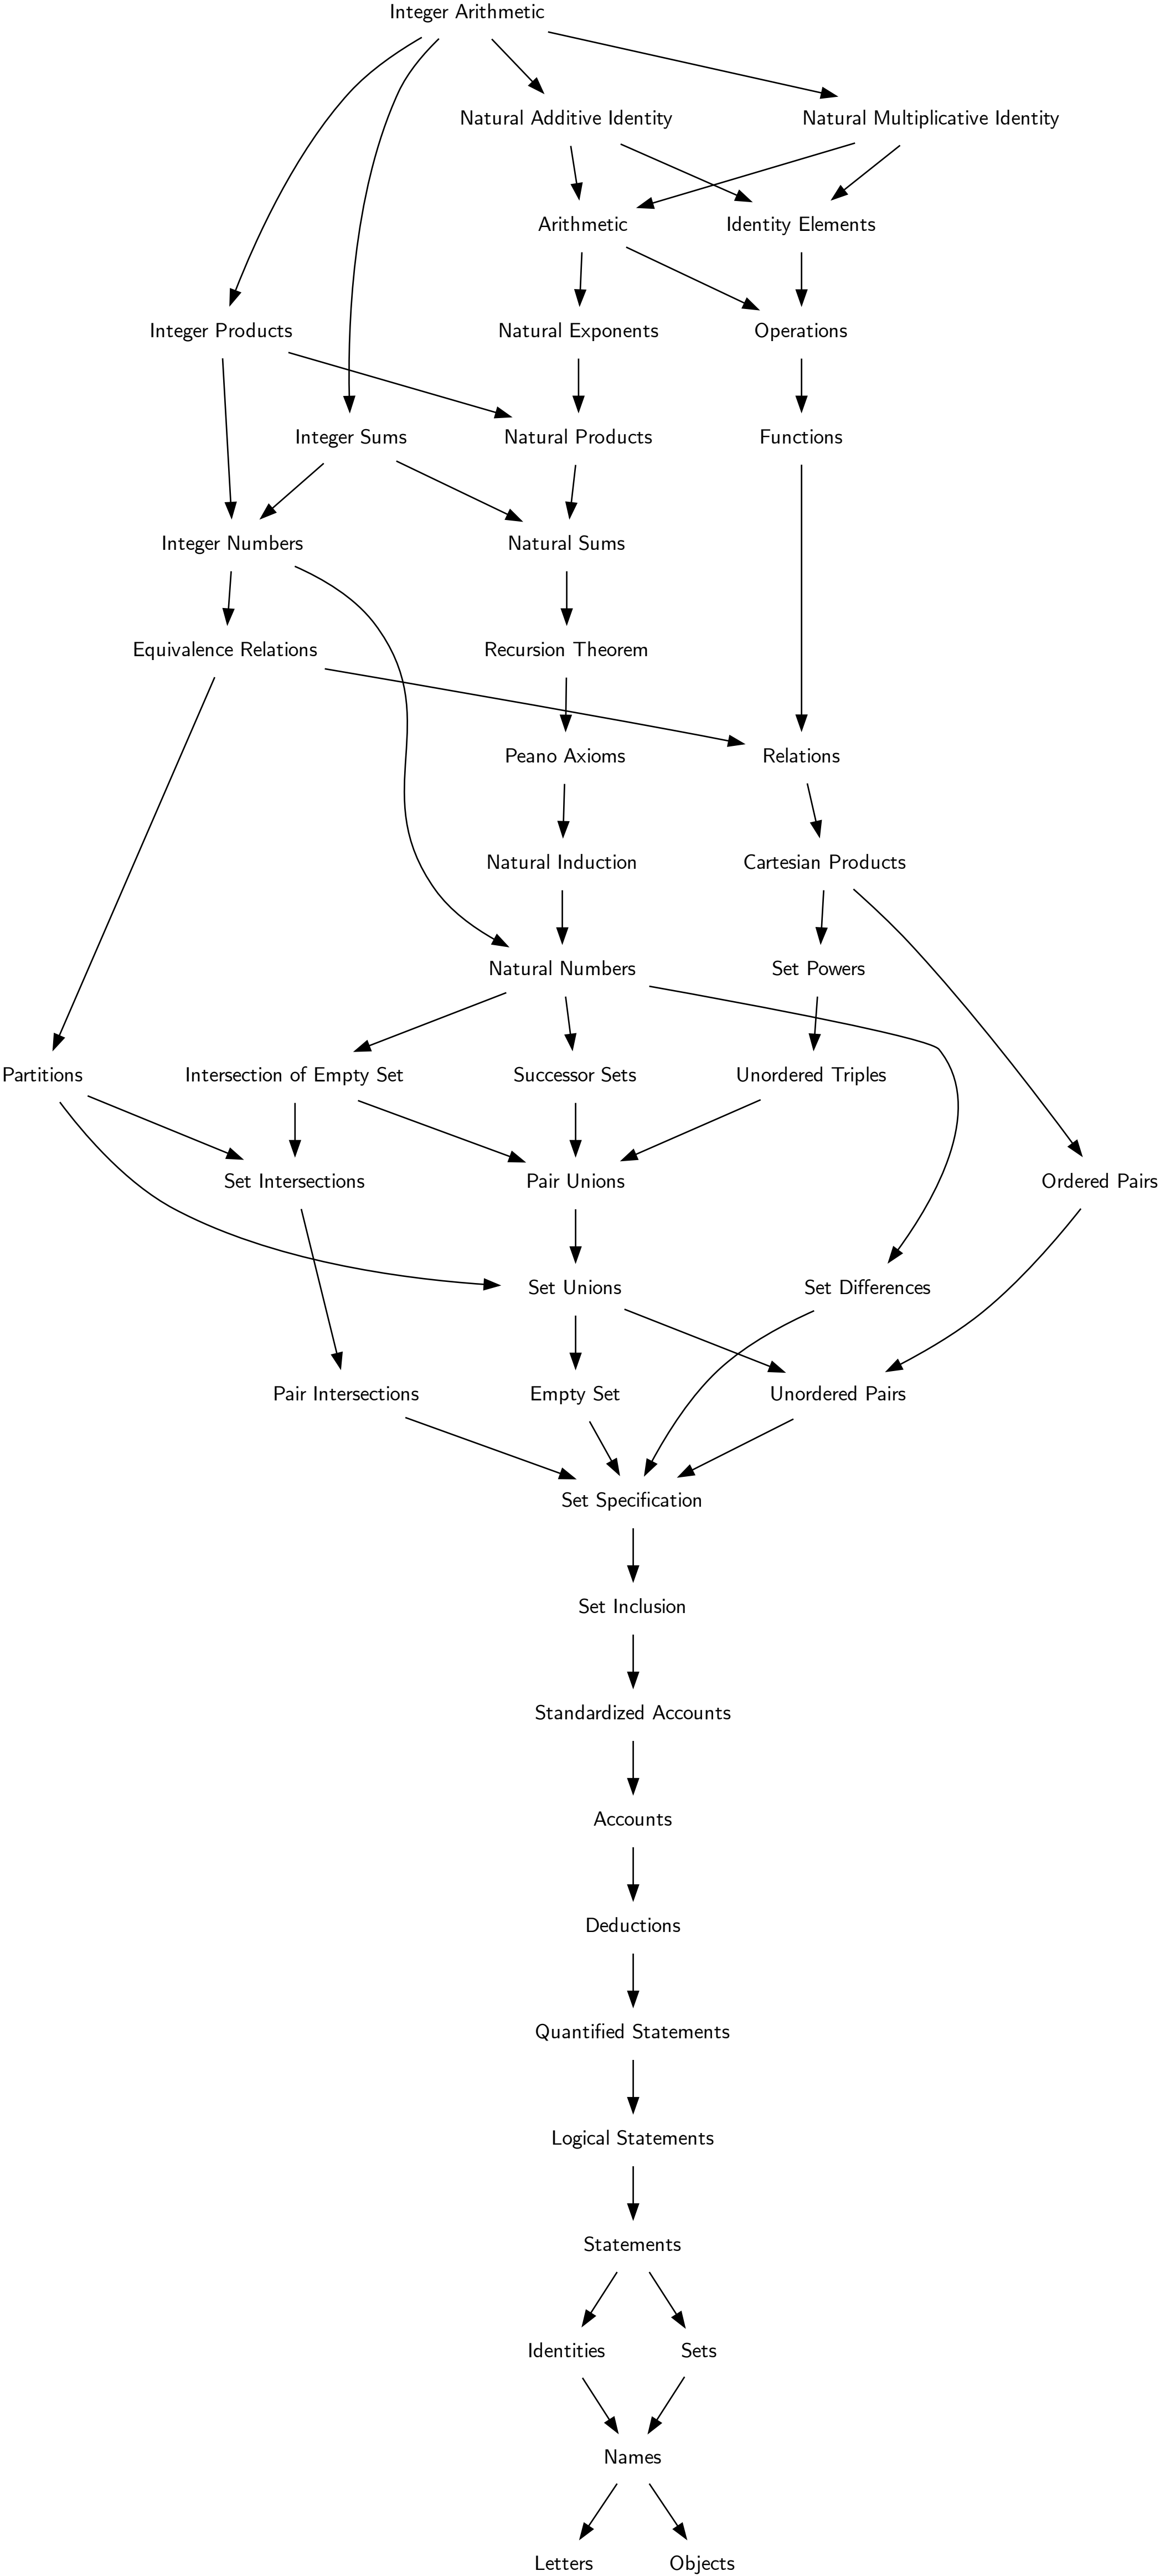 Integer Arithmetic
Natural Additive Identity
Natural Multiplicative Identity
Arithmetic
Identity Elements
Integer Products
Natural Exponents
Operations
Integer Sums
Natural Products
Functions
Integer Numbers
Natural Sums
Equivalence Relations
Recursion Theorem
Peano Axioms
Relations
Natural Induction
Cartesian Products
Natural Numbers
Set Powers
Partitions
Intersection of Empty Set
Successor Sets
Unordered Triples
Set Intersections
Pair Unions
Ordered Pairs
Set Unions
Set Differences
Pair Intersections
Empty Set
Unordered Pairs
Set Specification
Set Inclusion
Standardized Accounts
Accounts
Deductions
Quantified Statements
Logical Statements
Statements
Identities
Sets
Names
Letters
Objects